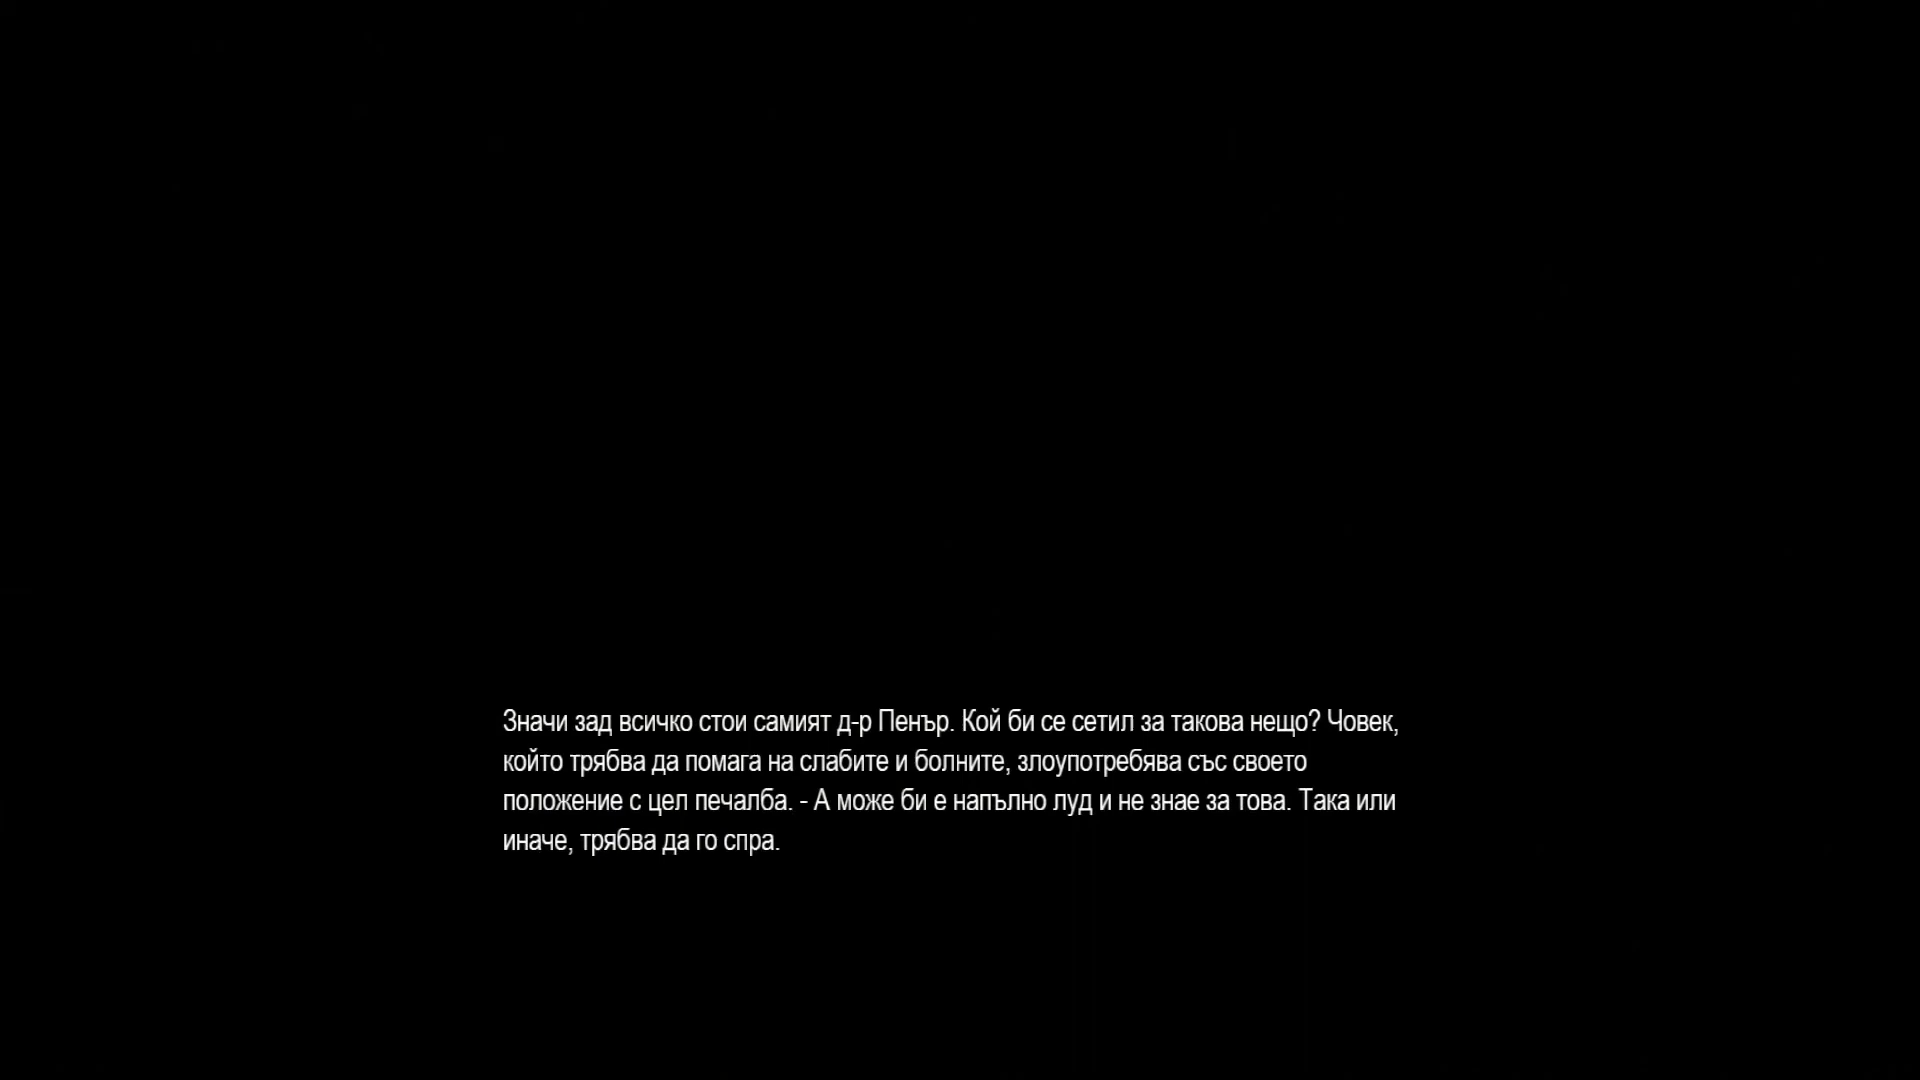 Значи зад всичко стои самият д-р Пенър. Кой би се сетил за такова нещо? Човек,
който трябва да помага на слабите и болните, злоупотребява със своето
положение с цел печалба. - А може би е напълно луд и не знае за това. Така или
иначе, трябва да го спра.